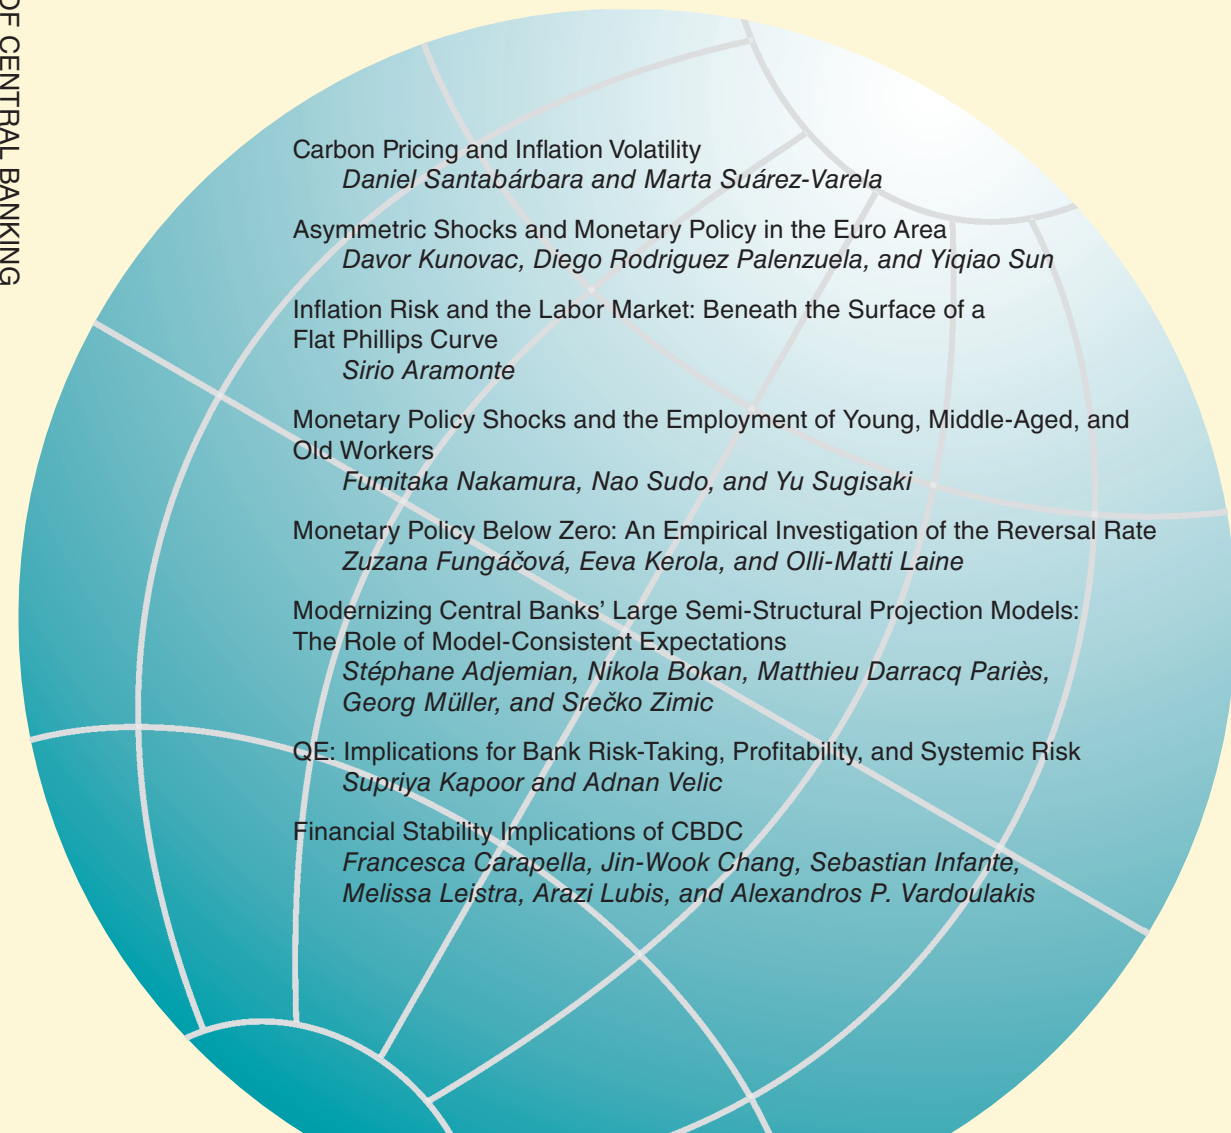 OF CENTRAL BANKING
Carbon Pricing and Inflation Volatility
Daniel Santabárbara and Marta Suárez-Varela
Asymmetric Shocks and Monetary Policy in the Euro Area
Davor Kunovac, Diego Rodriguez Palenzuela, and Yiqiao Sun
Inflation Risk and the Labor Market: Beneath the Surface of a
Flat Phillips Curve
Sirio Aramonte
Monetary Policy Shocks and the Employment of Young, Middle-Aged, and
Old Workers
Fumitaka Nakamura, Nao Sudo, and Yu Sugisaki
Monetary Policy Below Zero: An Empirical Investigation of the Reversal Rate
Zuzana Fungáčová, Eeva Kerola, and Olli-Matti Laine
Modernizing Central Banks’ Large Semi-Structural Projection Models:
The Role of Model-Consistent Expectations
Stéphane Adjemian, Nikola Bokan, Matthieu Darracq Pariès,
Georg Müller, and Srečko Zimic
QE: Implications for Bank Risk-Taking, Profitability, and Systemic Risk
Supriya Kapoor and Adnan Velic
Financial Stability Implications of CBDC
Francesca Carapella, Jin-Wook Chang, Sebastian Infante,
Melissa Leistra, Arazi Lubis, and Alexandros P. Vardoulakis